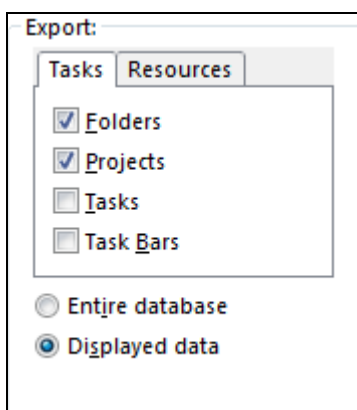 Export:
Tasks Resources
Folders
Projects
Tasks
Task Bars
Entire database
Displayed data